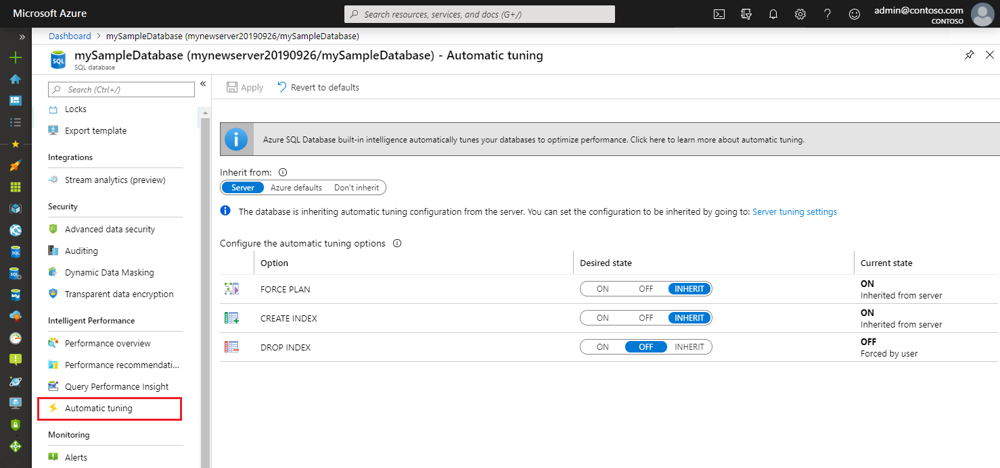 Microsoft Azure
Search resources, services, and docs (G+/)
admin@contoso.com
CONTOSO
Dashboard > mySampleDatabase (mynewserver20190926/mySampleDatabase)
SQL
mySampleDatabase (mynewserver20190926/mySampleDatabase) - Automatic tuning
SQL database
Search (Ctrl+/)
Locks
Export template
Integrations
Stream analytics (preview)
Security
Advanced data security
Auditing
Dynamic Data Masking
Transparent data encryption
Intelligent Performance
Performance overview
Performance recommendati...
Query Performance Insight
Automatic tuning
Monitoring
Alerts
Apply Revert to defaults
Azure SQL Database built-in intelligence automatically tunes your databases to optimize performance. Click here to learn more about automatic tuning.
Inherit from:
Server Azure defaults Don't inherit
The database is inheriting automatic tuning configuration from the server. You can set the configuration to be inherited by going to: Server tuning settings
Configure the automatic tuning options
Option Desired state Current state
FORCE PLAN ON OFF INHERIT ON
Inherited from server
CREATE INDEX ON OFF INHERIT ON
Inherited from server
DROP INDEX ON OFF INHERIT OFF
Forced by user
SQL
SQL
My